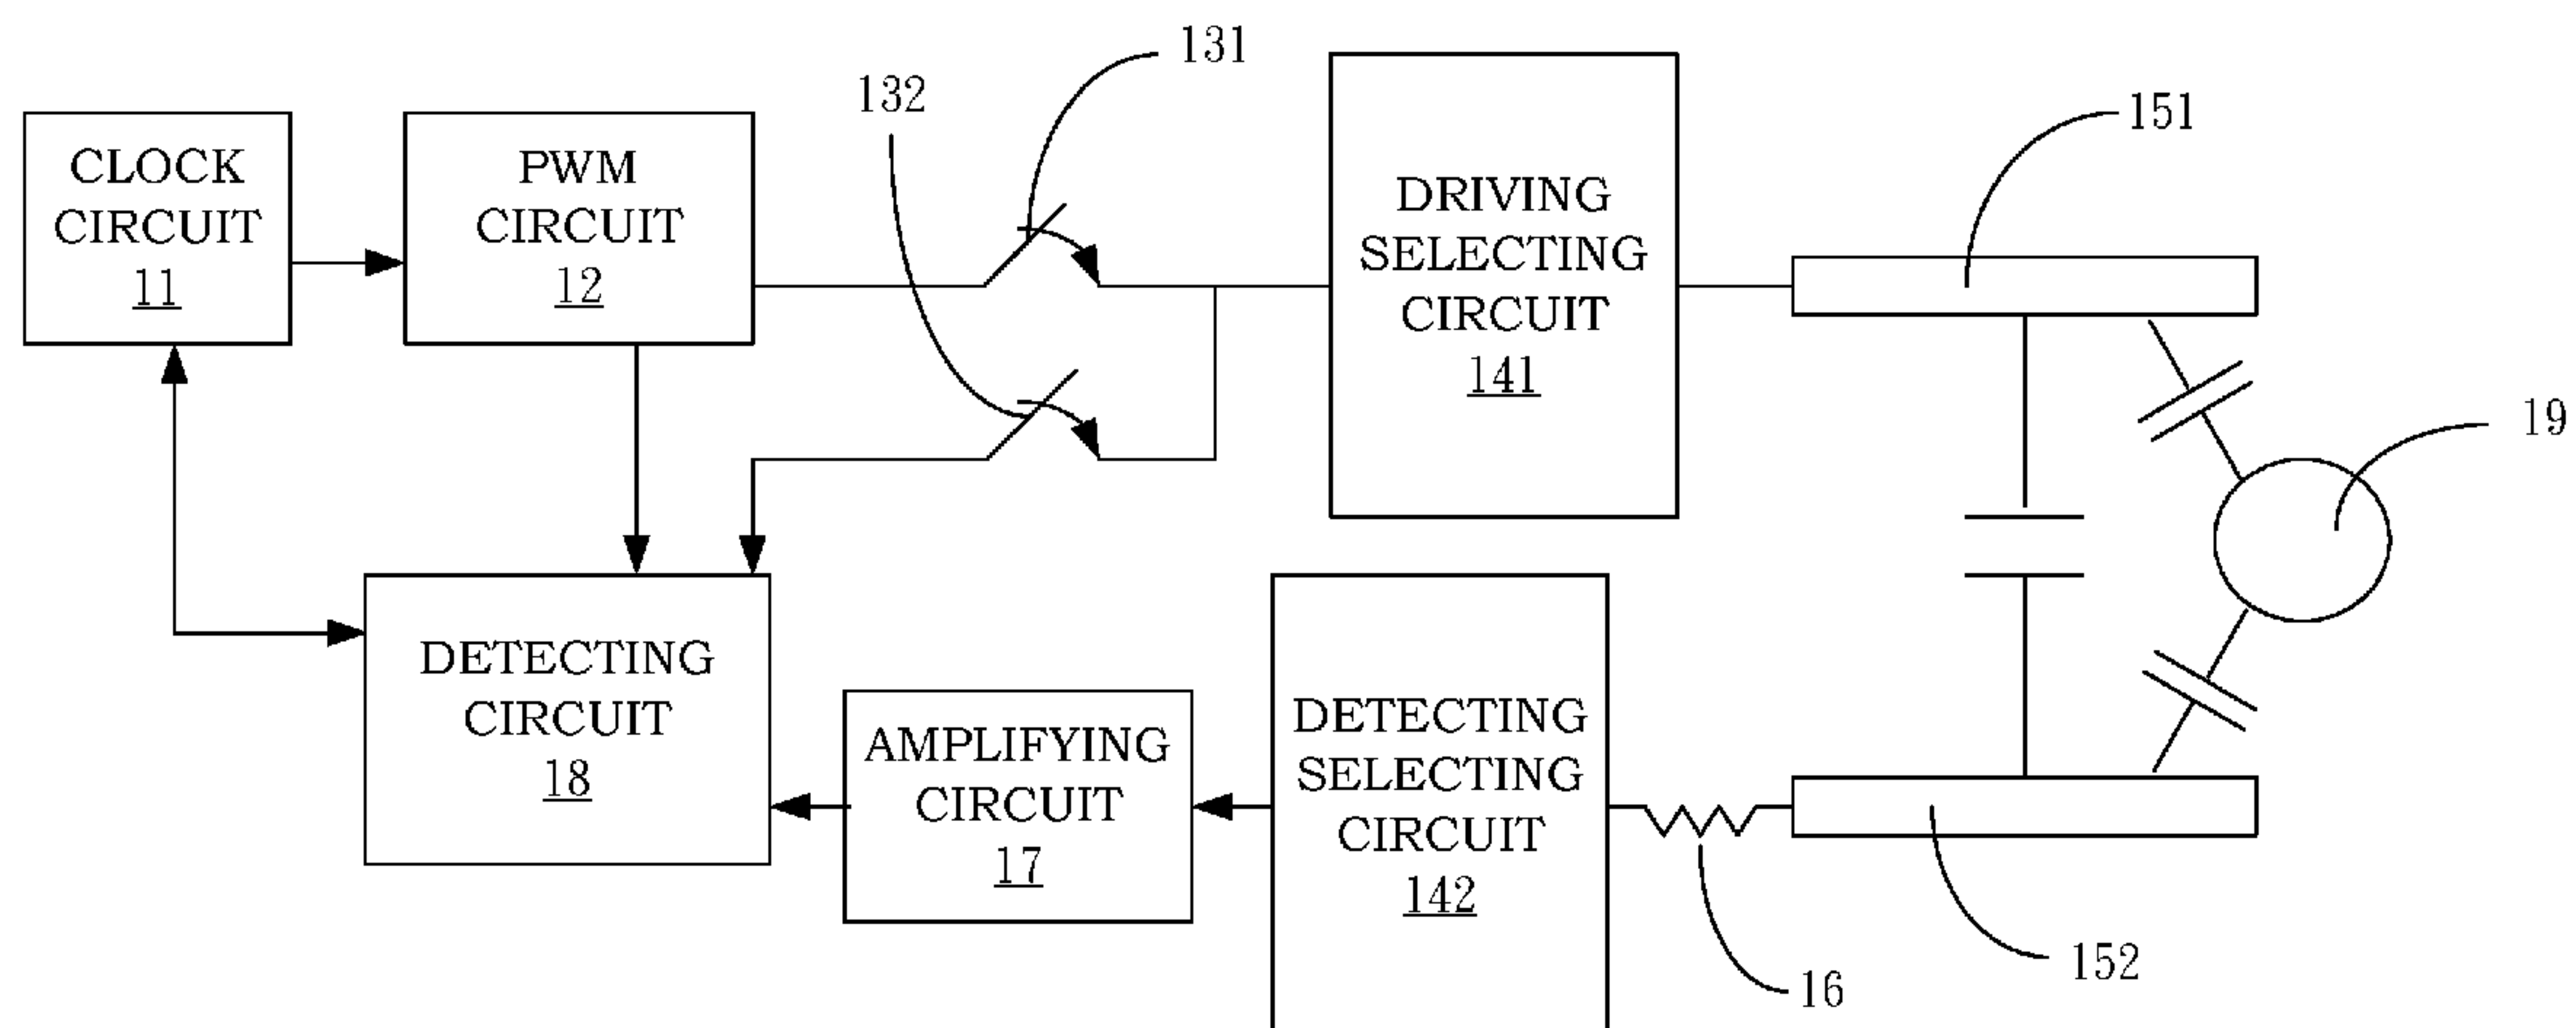 131
132
151
CLOCK
CIRCUIT
11
PWM
CIRCUIT
12
DRIVING
SELECTING
CIRCUIT
141
19
DETECTING
CIRCUIT
18
AMPLIFYING
CIRCUIT
17
DETECTING
SELECTING
CIRCUIT
142
16
152